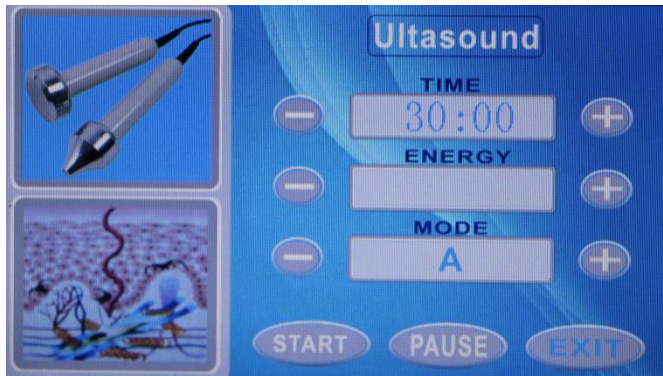 Ultasound
TIME
30:00
ENERGY
MODE
A
START PAUSE EXIT